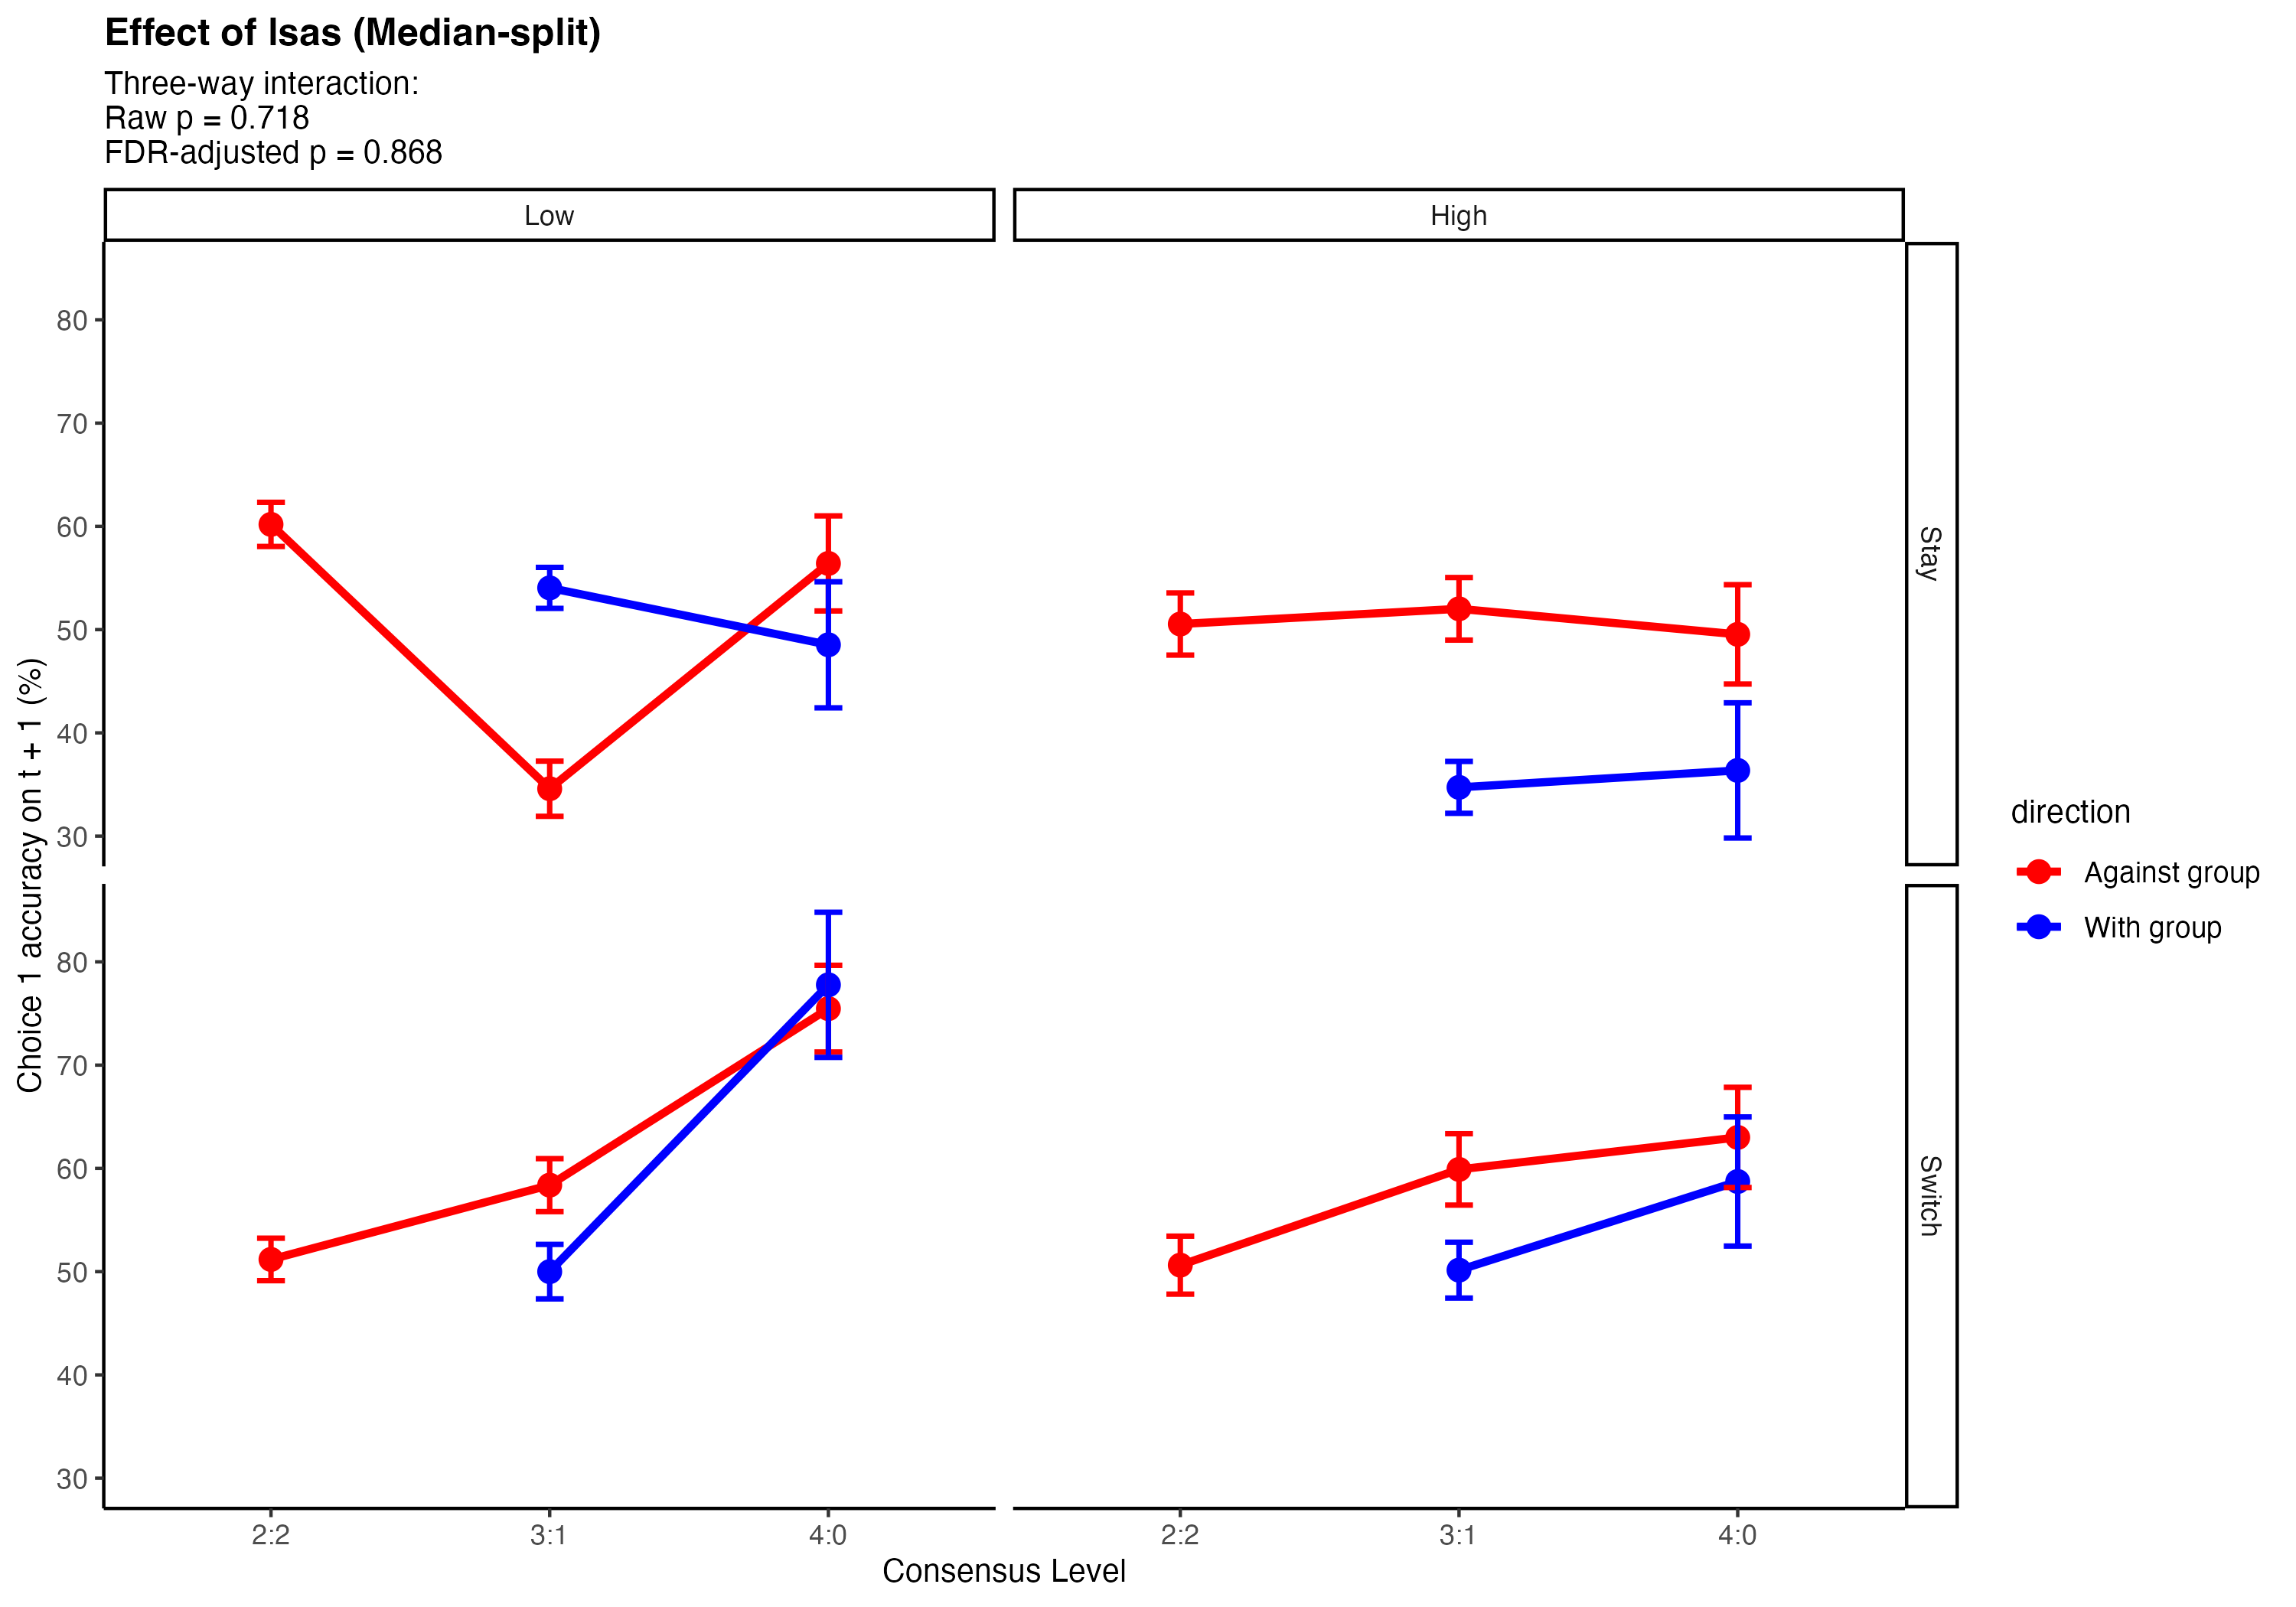 Effect of lsas (Median-split)
Three-way interaction:
Raw p = 0.718
FDR-adjusted p = 0.868
Low
High
80
70
60
50
40
30
Stay
80
70
60
50
40
30
Switch
Choice 1 accuracy on t + 1 (%)
2:2
3:1
4:0
2:2
3:1
4:0
Consensus Level
direction
Against group
With group